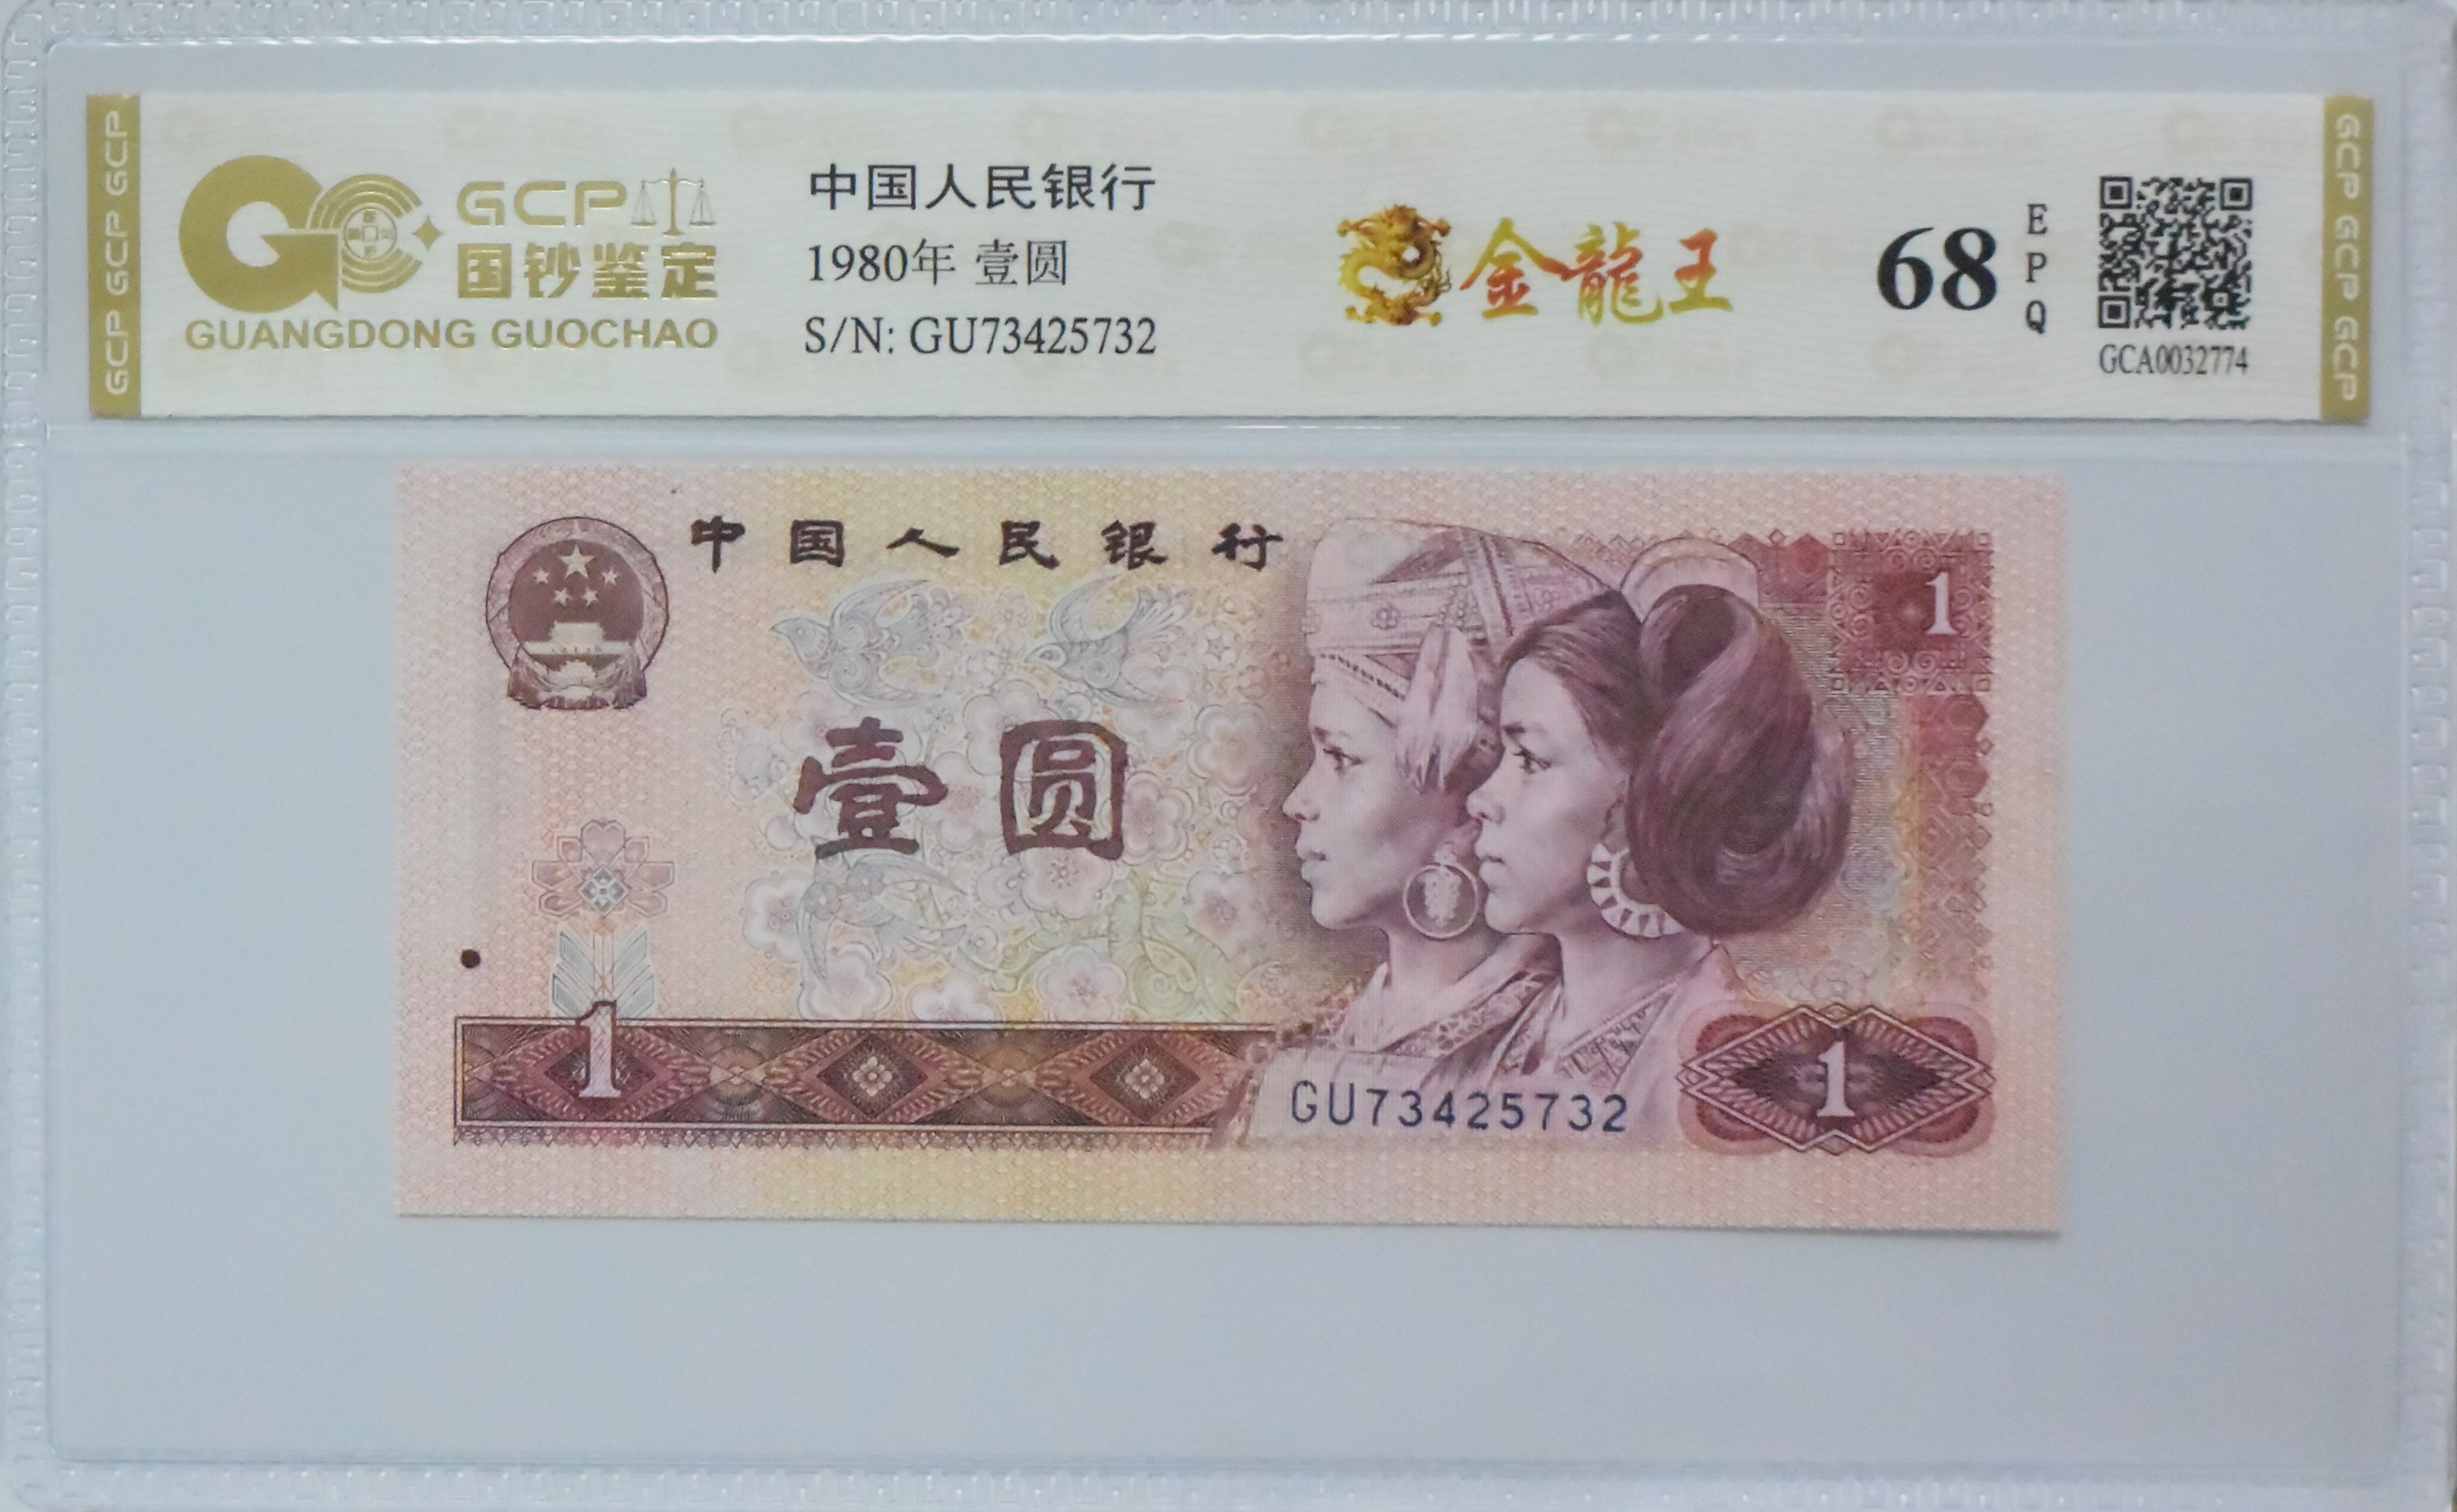 GCP GCP GCP
GCP
国钞鉴定
GUANGDONG GUOCHAO
中国人民银行
1980年 壹圆
S/N: GU73425732
金龍王
68
E
P
Q
GCA0032774
GCP GCP GCP
中国人民银行
1
壹圆
1
GU73425732
1